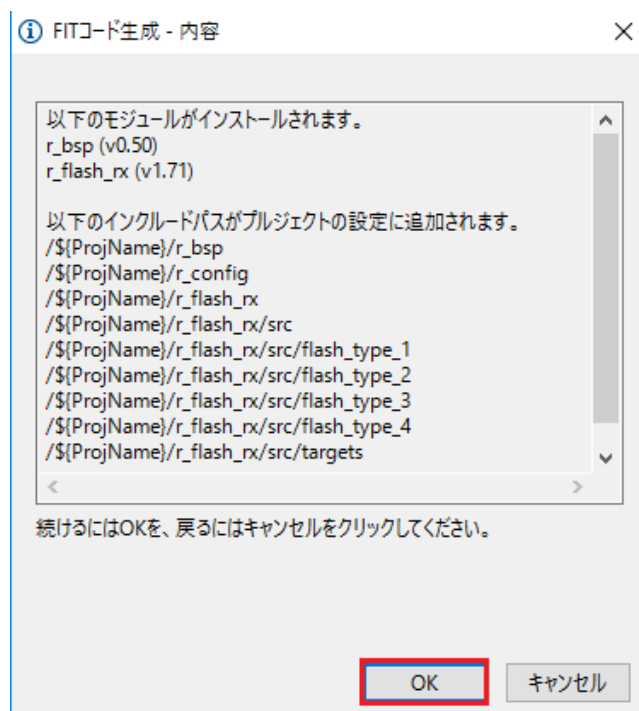 FITコード生成 - 内容
以下のモジュールがインストールされます。
r_bsp (v0.50)
r_flash_rx (v1.71)
以下のインクルードパスがプルジェクトの設定に追加されます。
/${ProjName}/r_bsp
/${ProjName}/r_config
/${ProjName}/r_flash_rx
/${ProjName}/r_flash_rx/src
/${ProjName}/r_flash_rx/src/flash_type_1
/${ProjName}/r_flash_rx/src/flash_type_2
/${ProjName}/r_flash_rx/src/flash_type_3
/${ProjName}/r_flash_rx/src/flash_type_4
/${ProjName}/r_flash_rx/src/targets
続けるにはOKを、戻るにはキャンセルをクリックしてください。
OK
キャンセル